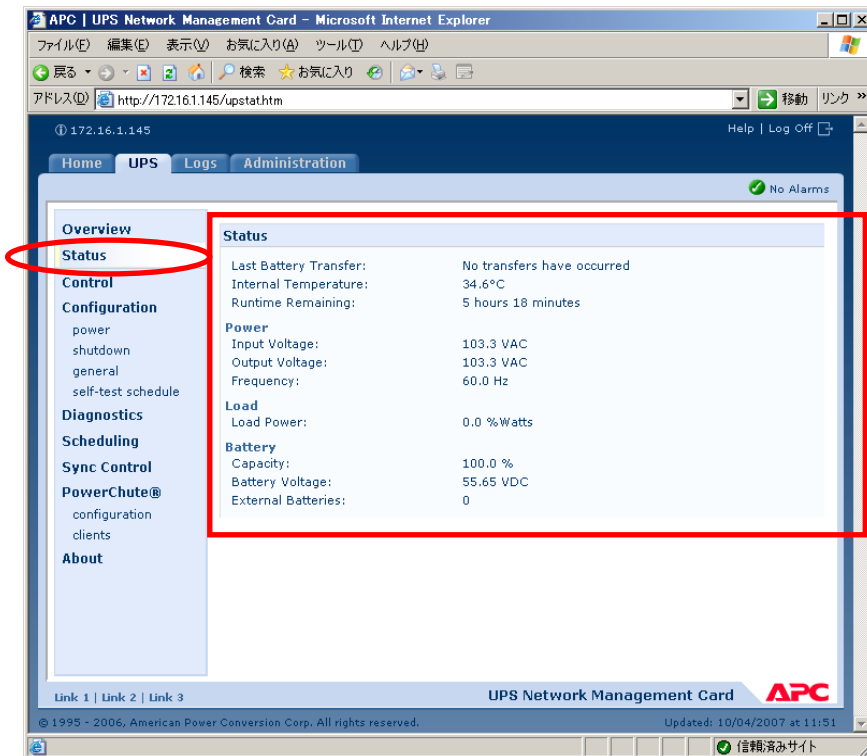 APC | UPS Network Management Card - Microsoft Internet Explorer
ファイル(F) 編集(E) 表示(V) お気に入り(A) ツール(T) ヘルプ(H)
戻る 検索 お気に入り
アドレス(D) http://172.16.1.145/upstat.htm 移動 リンク »
172.16.1.145 Help | Log Off
Home UPS Logs Administration
No Alarms
Overview
Status
Control
Configuration
power
shutdown
general
self-test schedule
Diagnostics
Scheduling
Sync Control
PowerChute®
configuration
clients
About
Status
Last Battery Transfer: No transfers have occurred
Internal Temperature: 34.6°C
Runtime Remaining: 5 hours 18 minutes
Power
Input Voltage: 103.3 VAC
Output Voltage: 103.3 VAC
Frequency: 60.0 Hz
Load
Load Power: 0.0 %Watts
Battery
Capacity: 100.0 %
Battery Voltage: 55.65 VDC
External Batteries: 0
Link 1 | Link 2 | Link 3 UPS Network Management Card APC
© 1995 - 2006, American Power Conversion Corp. All rights reserved. Updated: 10/04/2007 at 11:51
信頼済みサイト